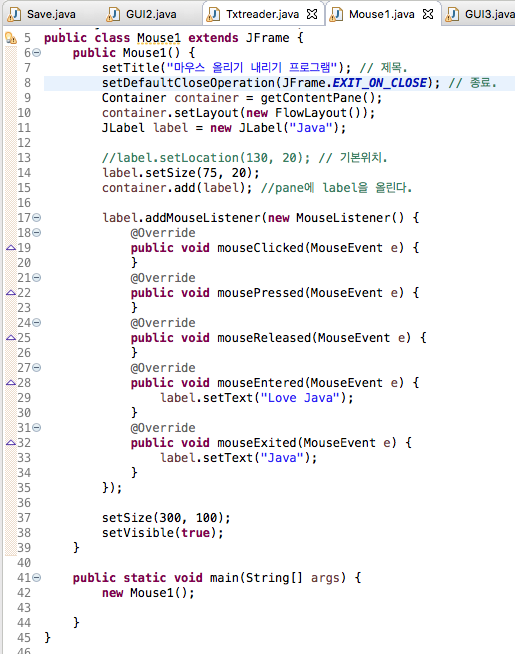 Save.java GUI2.java Txtreader.java Mouse1.java GUI3.java
5 public class Mouse1 extends JFrame {
6 public Mouse1() {
7 setTitle("마우스 올리기 내리기 프로그램"); // 제목.
8 setDefaultCloseOperation(JFrame.EXIT_ON_CLOSE); // 종료.
9 Container container = getContentPane();
10 container.setLayout(new FlowLayout());
11 JLabel label = new JLabel("Java");
12
13 //label.setLocation(130, 20); // 기본위치.
14 label.setSize(75, 20);
15 container.add(label); //pane에 label을 올린다.
16
17 label.addMouseListener(new MouseListener() {
18 @Override
19 public void mouseClicked(MouseEvent e) {
20 }
21 @Override
22 public void mousePressed(MouseEvent e) {
23 }
24 @Override
25 public void mouseReleased(MouseEvent e) {
26 }
27 @Override
28 public void mouseEntered(MouseEvent e) {
29 label.setText("Love Java");
30 }
31 @Override
32 public void mouseExited(MouseEvent e) {
33 label.setText("Java");
34 }
35 });
36
37 setSize(300, 100);
38 setVisible(true);
39 }
40
41 public static void main(String[] args) {
42 new Mouse1();
43
44 }
45 }
46